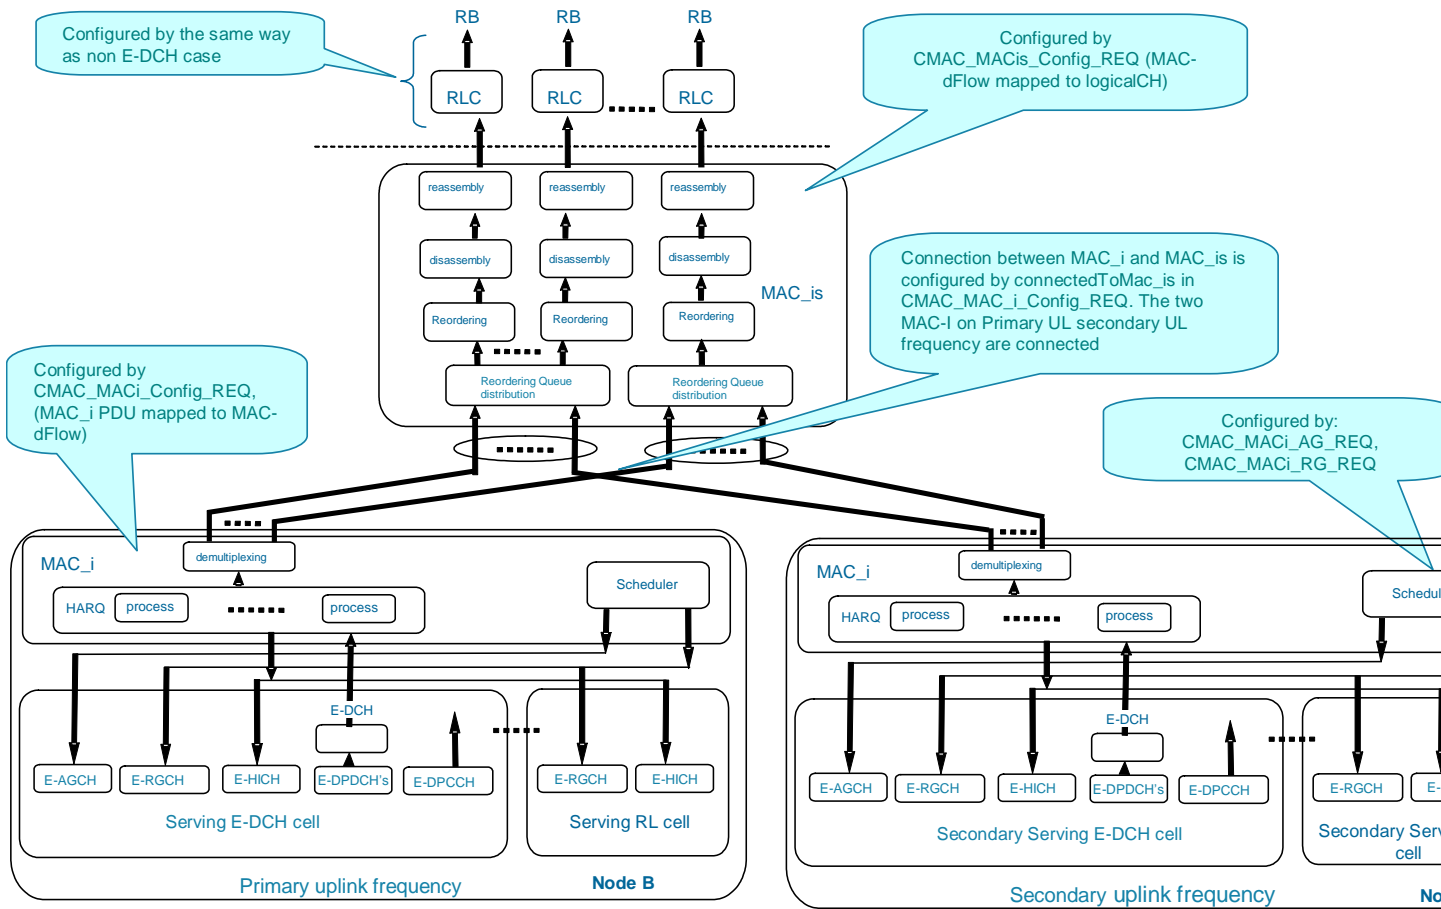 RB RB RB
Configured by the same way
as non E-DCH case
Configured by
CMAC_MACis_Config_REQ (MAC-
dFlow mapped to logicalCH)
RLC RLC RLC
reassembly reassembly reassembly
disassembly disassembly disassembly
MAC_is
Reordering Reordering Reordering
Connection between MAC_i and MAC_is is
configured by connectedToMac_is in
CMAC_MAC_i_Config_REQ. The two
MAC-I on Primary UL secondary UL
frequency are connected
Reordering Queue
distribution
Reordering Queue
distribution
Configured by
CMAC_MACi_Config_REQ,
(MAC_i PDU mapped to MAC-
dFlow)
Configured by:
CMAC_MACi_AG_REQ,
CMAC_MACi_RG_REQ
MAC_i
demultiplexing
Scheduler
HARQ process process
E-DCH
E-AGCH E-RGCH E-HICH E-DPDCH's E-DPCCH
E-RGCH E-HICH
Serving E-DCH cell
Serving RL cell
Primary uplink frequency
Node B
MAC_i
demultiplexing
Schedul
HARQ process process
E-DCH
E-AGCH E-RGCH E-HICH E-DPDCH's E-DPCCH
E-RGCH E-
Secondary Serving E-DCH cell
Secondary Serv
cell
Secondary uplink frequency
No